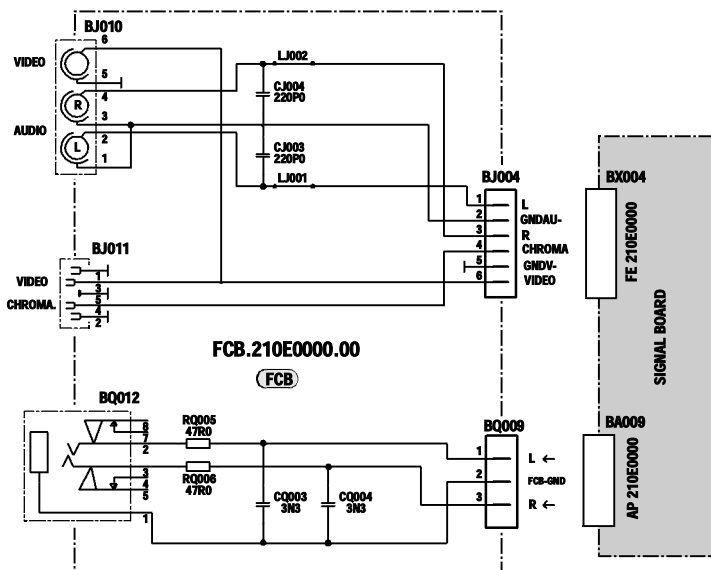 BJ010
6
VIDEO
5
4
R
3
AUDIO
2
L
1
LJ002
CJ004
220P0
CJ003
220P0
LJ001
BJ004
1 L
2 GNDAU-
3 R
4 CHROMA
5 GNDV-
6 VIDEO
BX004
FE 210E0000
SIGNAL BOARD
BJ011
1
VIDEO
3
5
CHROMA.
4
2
FCB.210E0000.00
FCB
BQ012
8
7
2
3
4
5
1
RQ005
47R0
RQ006
47R0
CQ003
3N3
CQ004
3N3
BQ009
1 L ←
2 FCB-GND
3 R ←
BA009
AP 210E0000